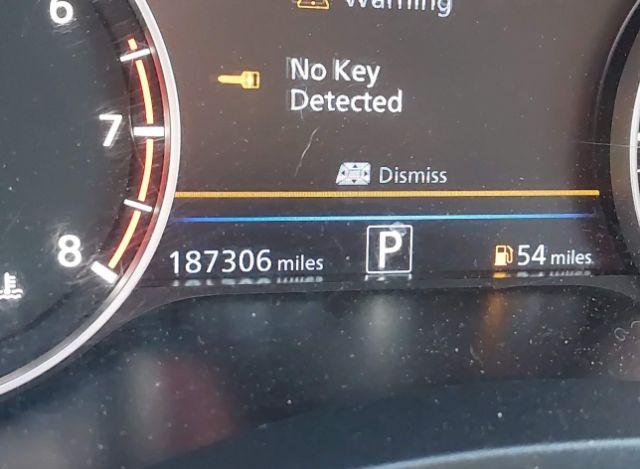 6
Warning
No Key
Detected
7
Dismiss
8
187306 miles
P
54 miles